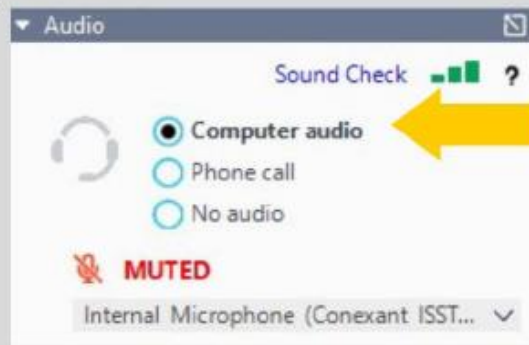 Audio
Sound Check ?
Computer audio
Phone call
No audio
MUTED
Internal Microphone (Conexant ISST...